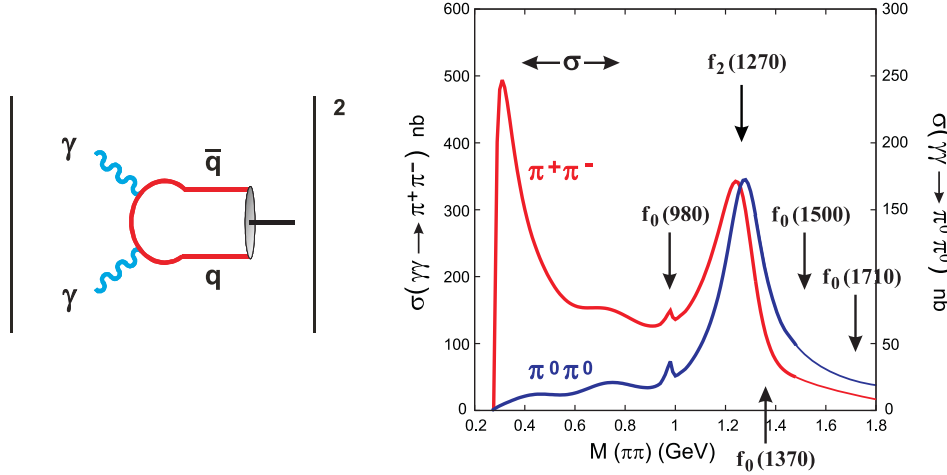 2
γ
q̅
γ
q
600
500
400
300
200
100
0
σ( γγ → π⁺ π⁻ ) nb
300
250
200
150
100
50
0
σ( γγ → π⁰ π⁰ ) nb
σ
f₂ (1270)
π⁺π⁻
f₀ (980)
f₀ (1500)
f₀ (1710)
π⁰π⁰
0.2 0.4 0.6 0.8 1 1.2 1.4 1.6 1.8
M (ππ) (GeV)
f₀ (1370)